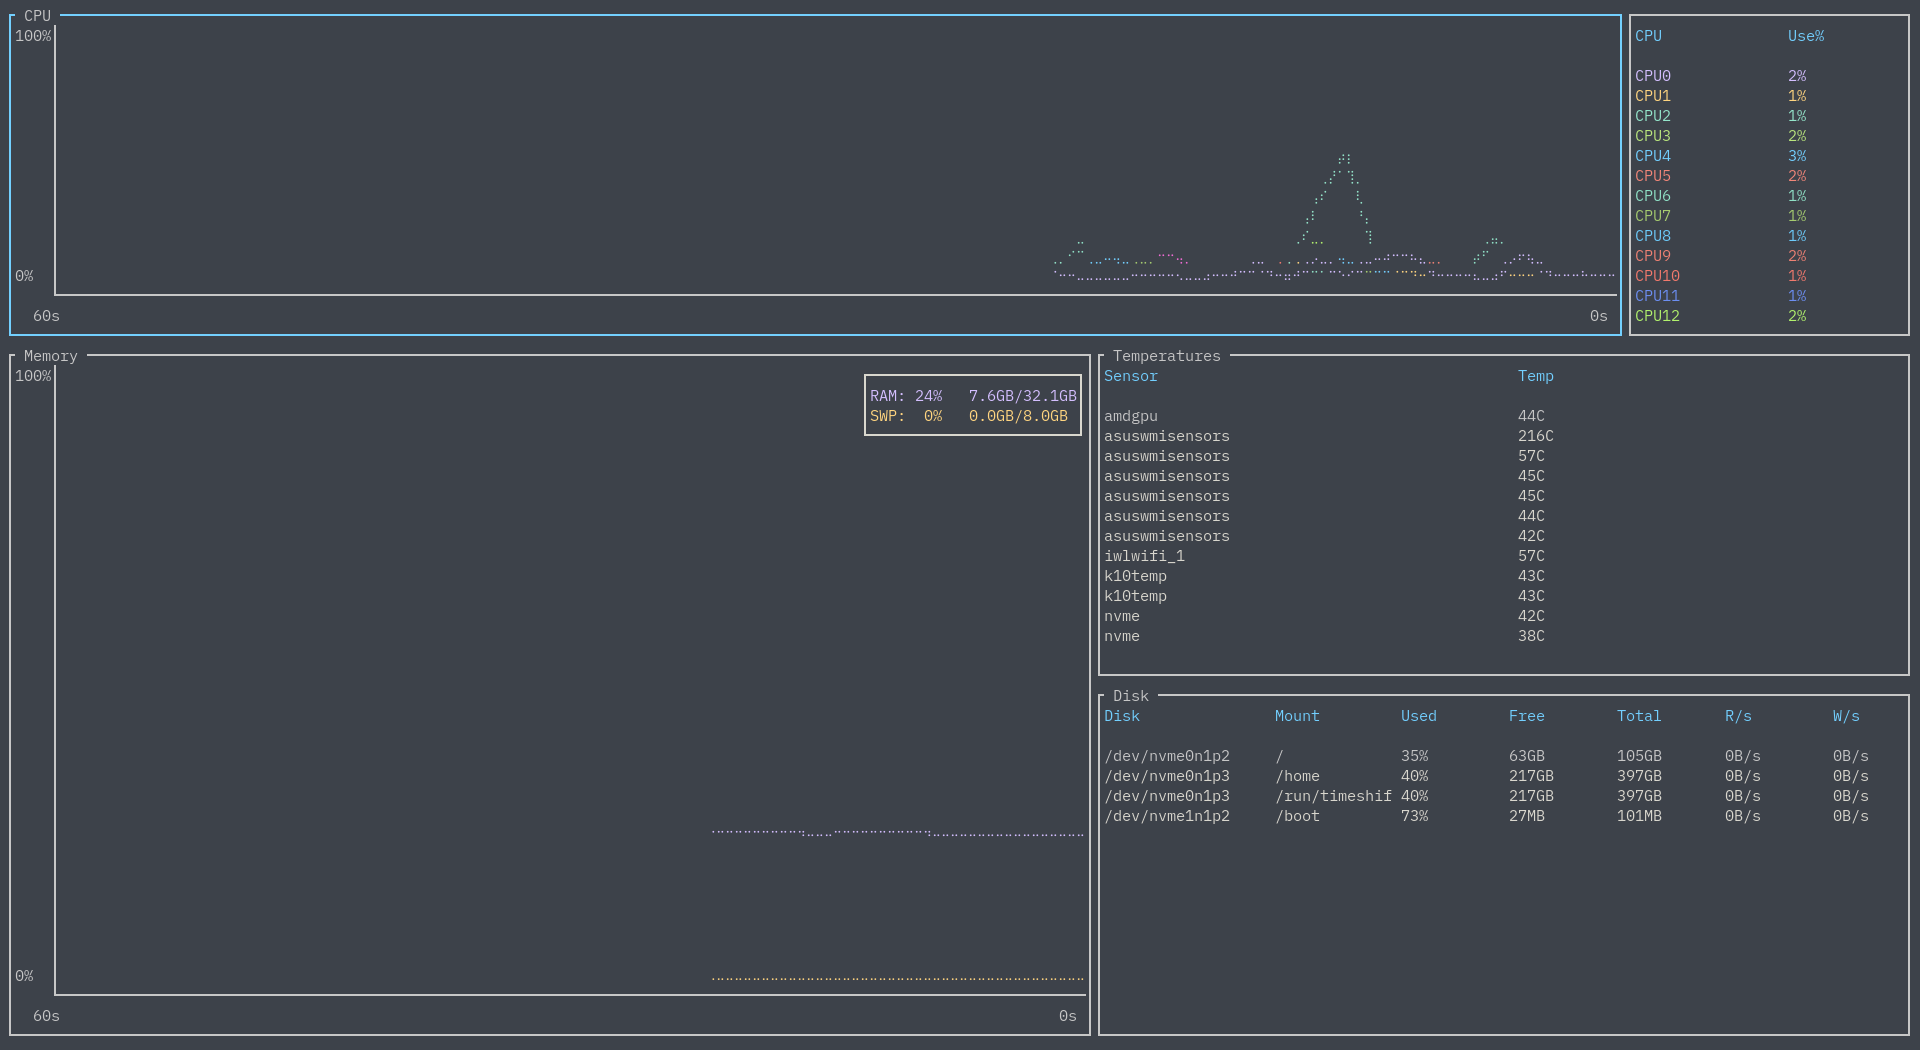 CPU
100%
0%
60s 0s
CPU Use%
CPU0 2%
CPU1 1%
CPU2 1%
CPU3 2%
CPU4 3%
CPU5 2%
CPU6 1%
CPU7 1%
CPU8 1%
CPU9 2%
CPU10 1%
CPU11 1%
CPU12 2%
Memory
100%
RAM: 24% 7.6GB/32.1GB
SWP: 0% 0.0GB/8.0GB
0%
60s 0s
Temperatures
Sensor Temp
amdgpu 44C
asuswmisensors 216C
asuswmisensors 57C
asuswmisensors 45C
asuswmisensors 45C
asuswmisensors 44C
asuswmisensors 42C
iwlwifi_1 57C
k10temp 43C
k10temp 43C
nvme 42C
nvme 38C
Disk
Disk Mount Used Free Total R/s W/s
/dev/nvme0n1p2 / 35% 63GB 105GB 0B/s 0B/s
/dev/nvme0n1p3 /home 40% 217GB 397GB 0B/s 0B/s
/dev/nvme0n1p3 /run/timeshif 40% 217GB 397GB 0B/s 0B/s
/dev/nvme1n1p2 /boot 73% 27MB 101MB 0B/s 0B/s